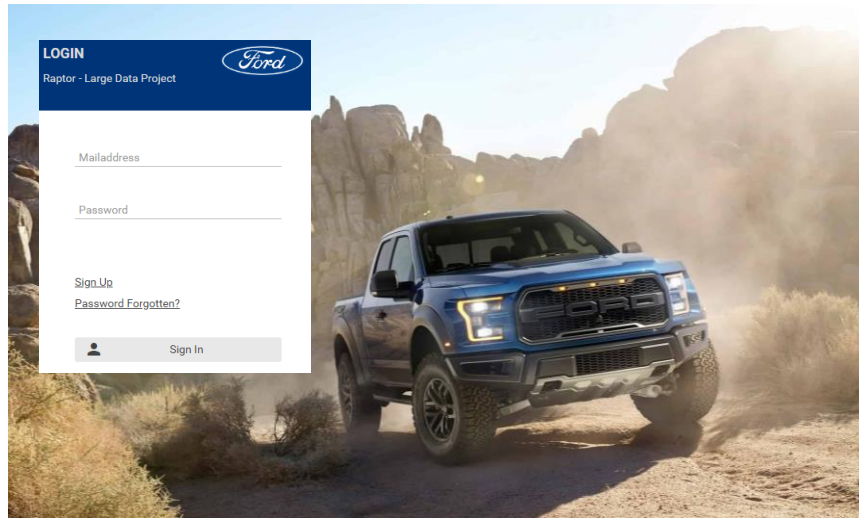 LOGIN
Ford
Raptor - Large Data Project
Mailaddress
Password
Sign Up
Password Forgotten?
Sign In
FORD